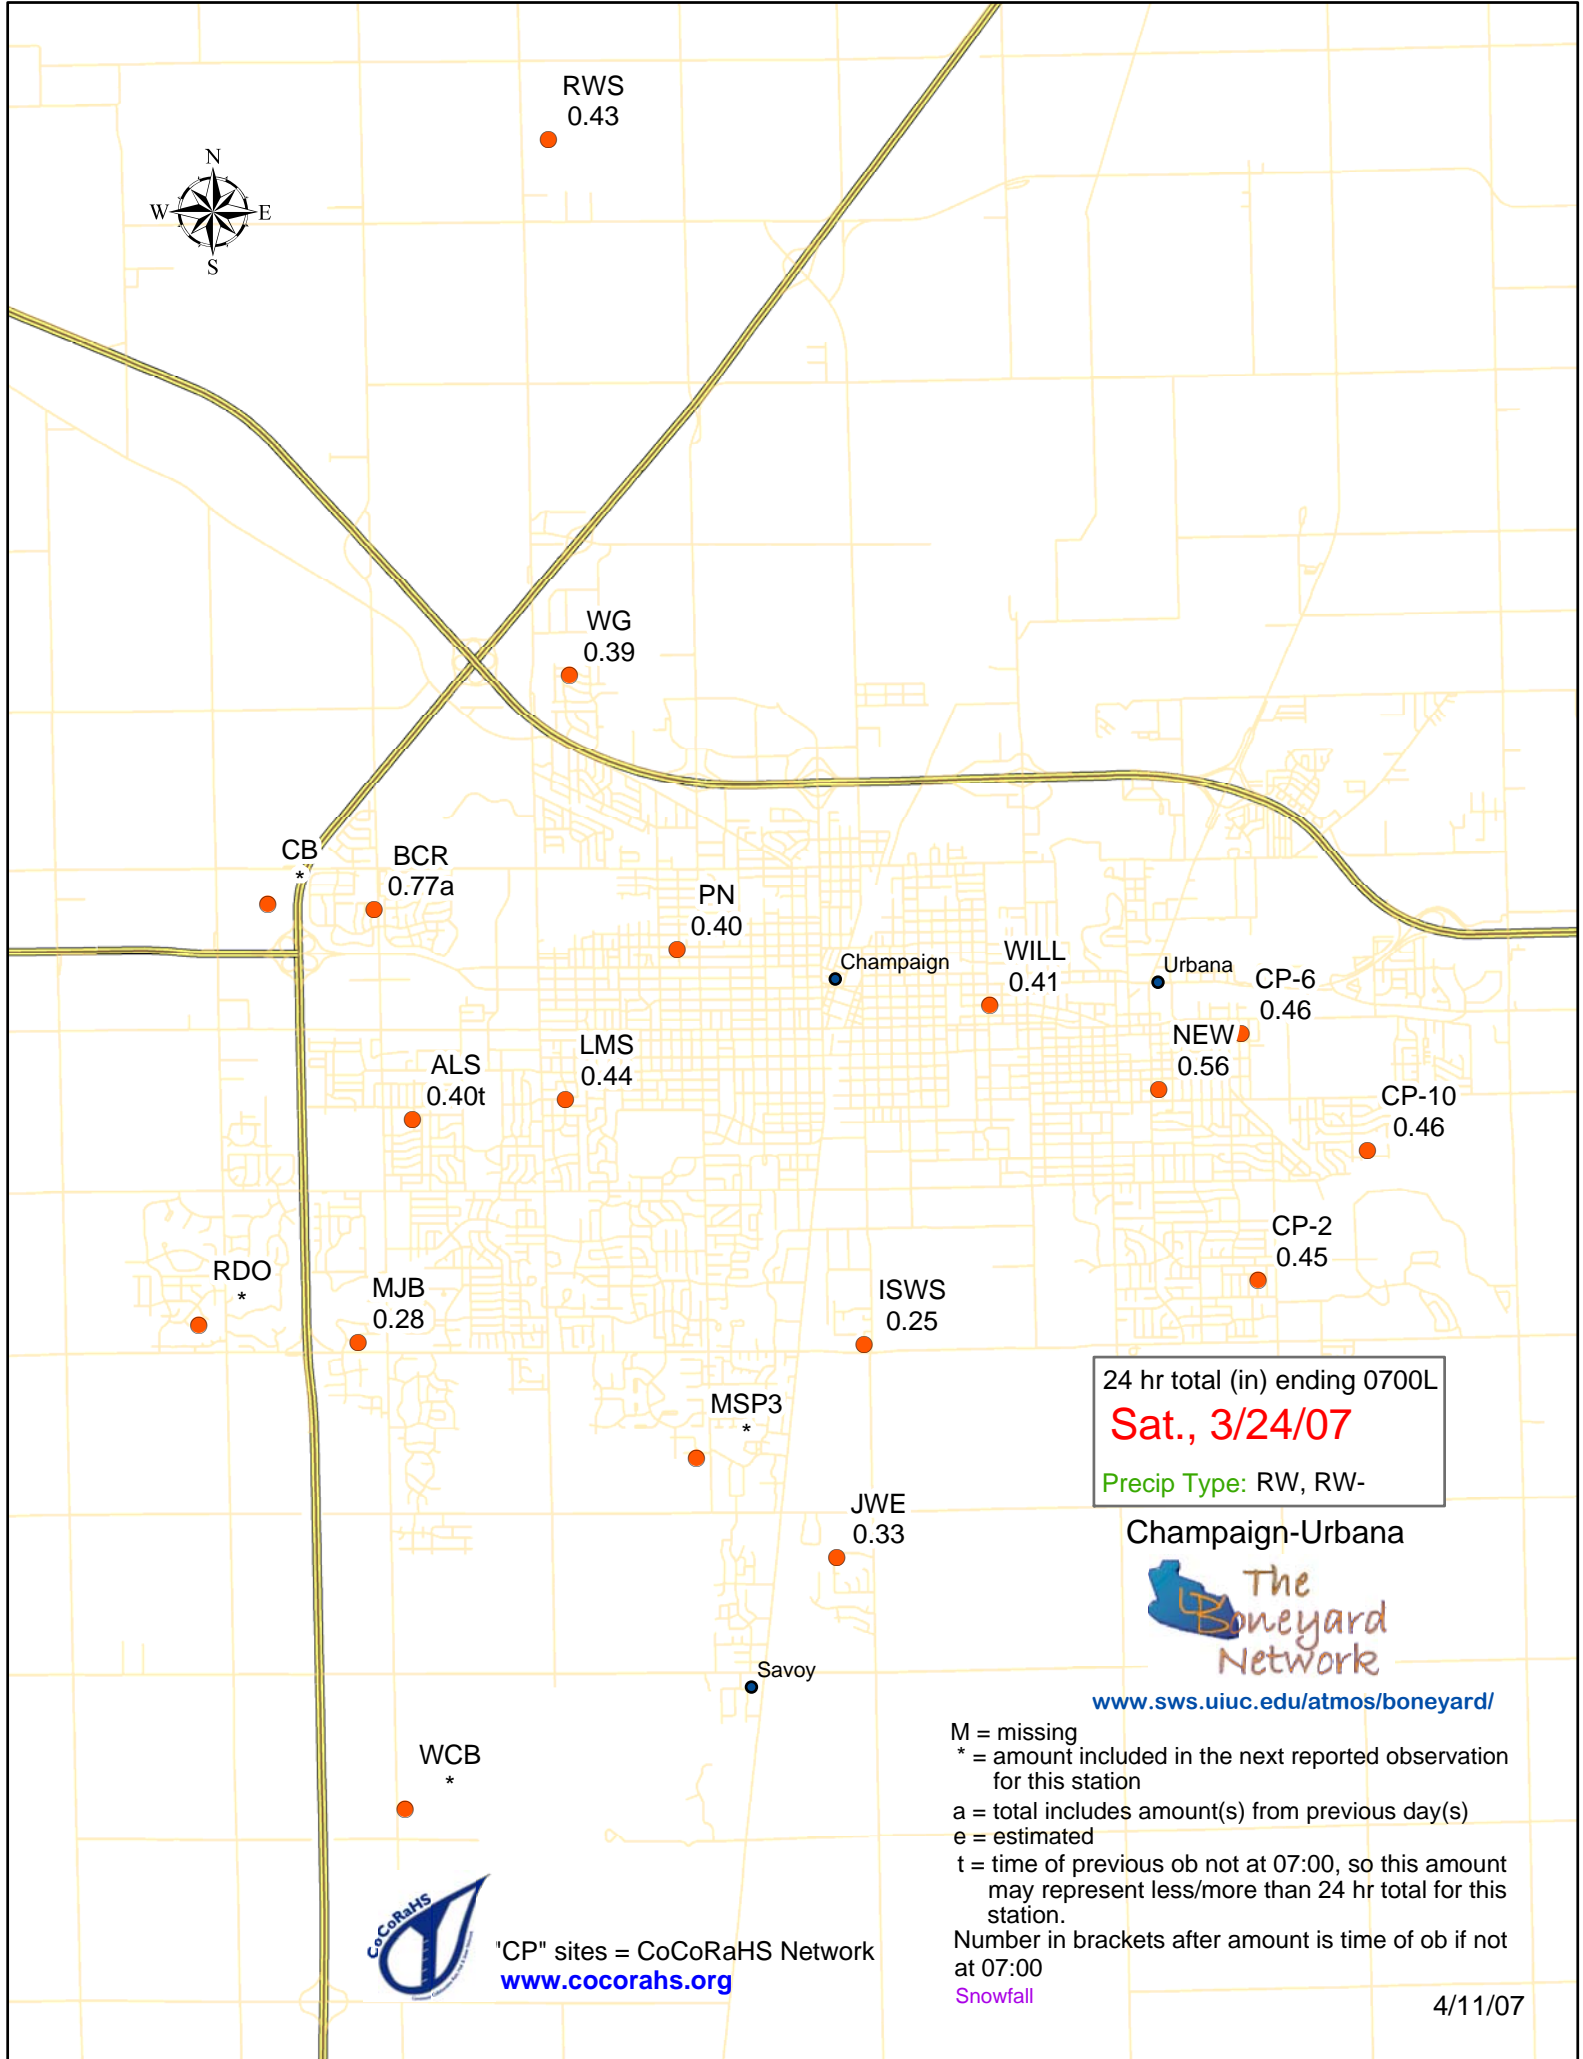 RWS
0.43
N
W E
S
WG
0.39
CB
*
BCR
0.77a
PN
0.40
Champaign
WILL
0.41
Urbana
CP-6
0.46
NEW
0.56
ALS
0.40t
LMS
0.44
CP-10
0.46
CP-2
0.45
RDO
*
MJB
0.28
ISWS
0.25
MSP3
*
JWE
0.33
24 hr total (in) ending 0700L
Sat., 3/24/07
Precip Type: RW, RW-
Champaign-Urbana
The
Boneyard
Network
www.sws.uiuc.edu/atmos/boneyard/
Savoy
WCB
*
M = missing
* = amount included in the next reported observation
for this station
a = total includes amount(s) from previous day(s)
e = estimated
t = time of previous ob not at 07:00, so this amount
may represent less/more than 24 hr total for this
station.
Number in brackets after amount is time of ob if not
at 07:00
Snowfall
CoCoRaHS
"CP" sites = CoCoRaHS Network
www.cocorahs.org
4/11/07